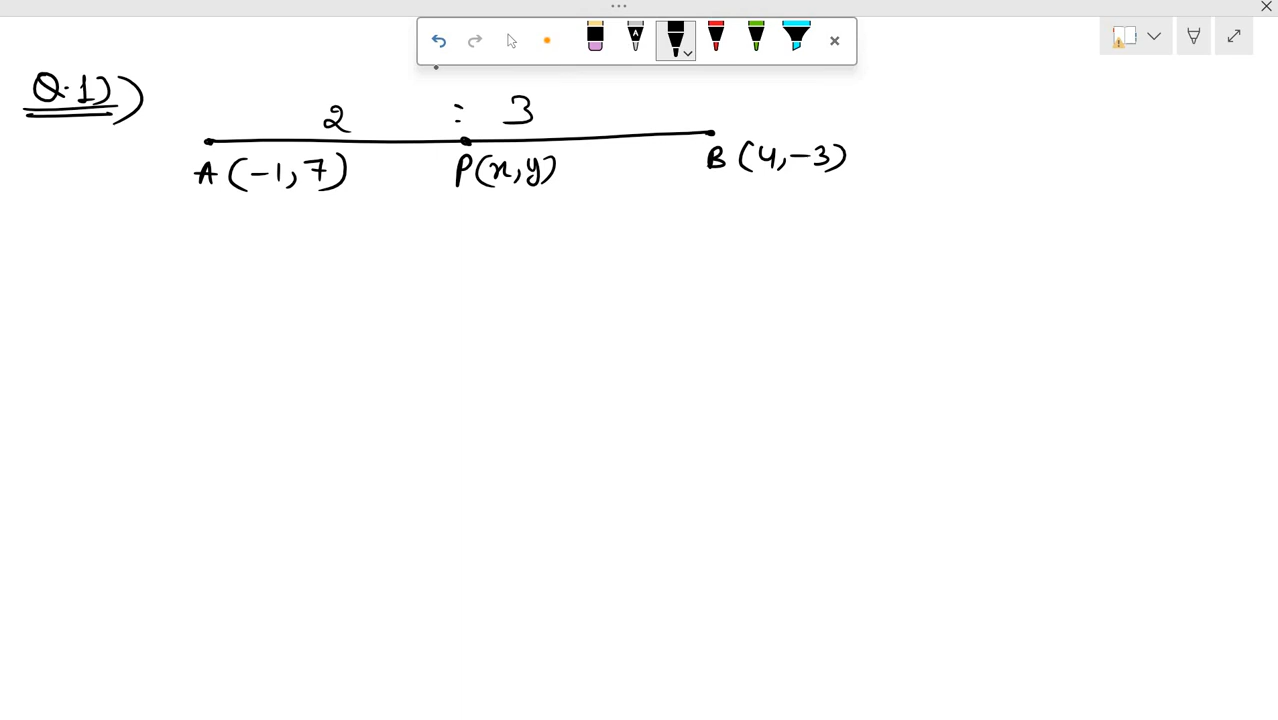 Q.1))
2 : 3
A (-1, 7) P(x, y) B (4, -3)